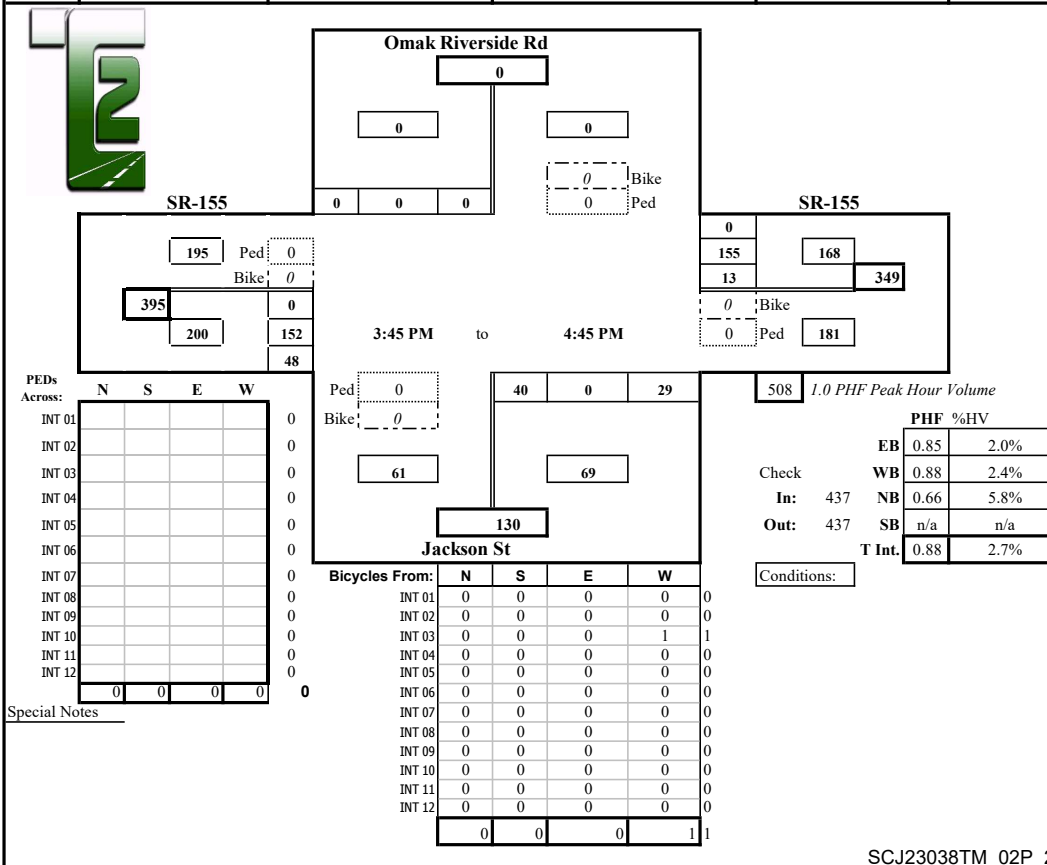 T2
Omak Riverside Rd
0
0 0
0 Bike
0 Ped
SR-155
0 0 0
SR-155
0
195 Ped 0
155 168
Bike 0
13 349
395 0
0 Bike
200 152 3:45 PM to 4:45 PM
0 Ped 181
48
PEDs
Across: N S E W
Ped 0 40 0 29
508 1.0 PHF Peak Hour Volume
INT 01 0
Bike 0
PHF %HV
INT 02 0
EB 0.85 2.0%
INT 03 0
61 69
Check WB 0.88 2.4%
INT 04 0
In: 437 NB 0.66 5.8%
INT 05 0
130
Out: 437 SB n/a n/a
INT 06 0
Jackson St
T Int. 0.88 2.7%
INT 07 0
Bicycles From: N S E W
Conditions:
INT 08 0
INT 01 0 0 0 0 0
INT 09 0
INT 02 0 0 0 0 0
INT 10 0
INT 03 0 0 0 1 1
INT 11 0
INT 04 0 0 0 0 0
INT 12 0
INT 05 0 0 0 0 0
0 0 0 0 0
INT 06 0 0 0 0 0
Special Notes
INT 07 0 0 0 0 0
INT 08 0 0 0 0 0
INT 09 0 0 0 0 0
INT 10 0 0 0 0 0
INT 11 0 0 0 0 0
INT 12 0 0 0 0 0
0 0 0 1 1
SCJ23038TM_02P